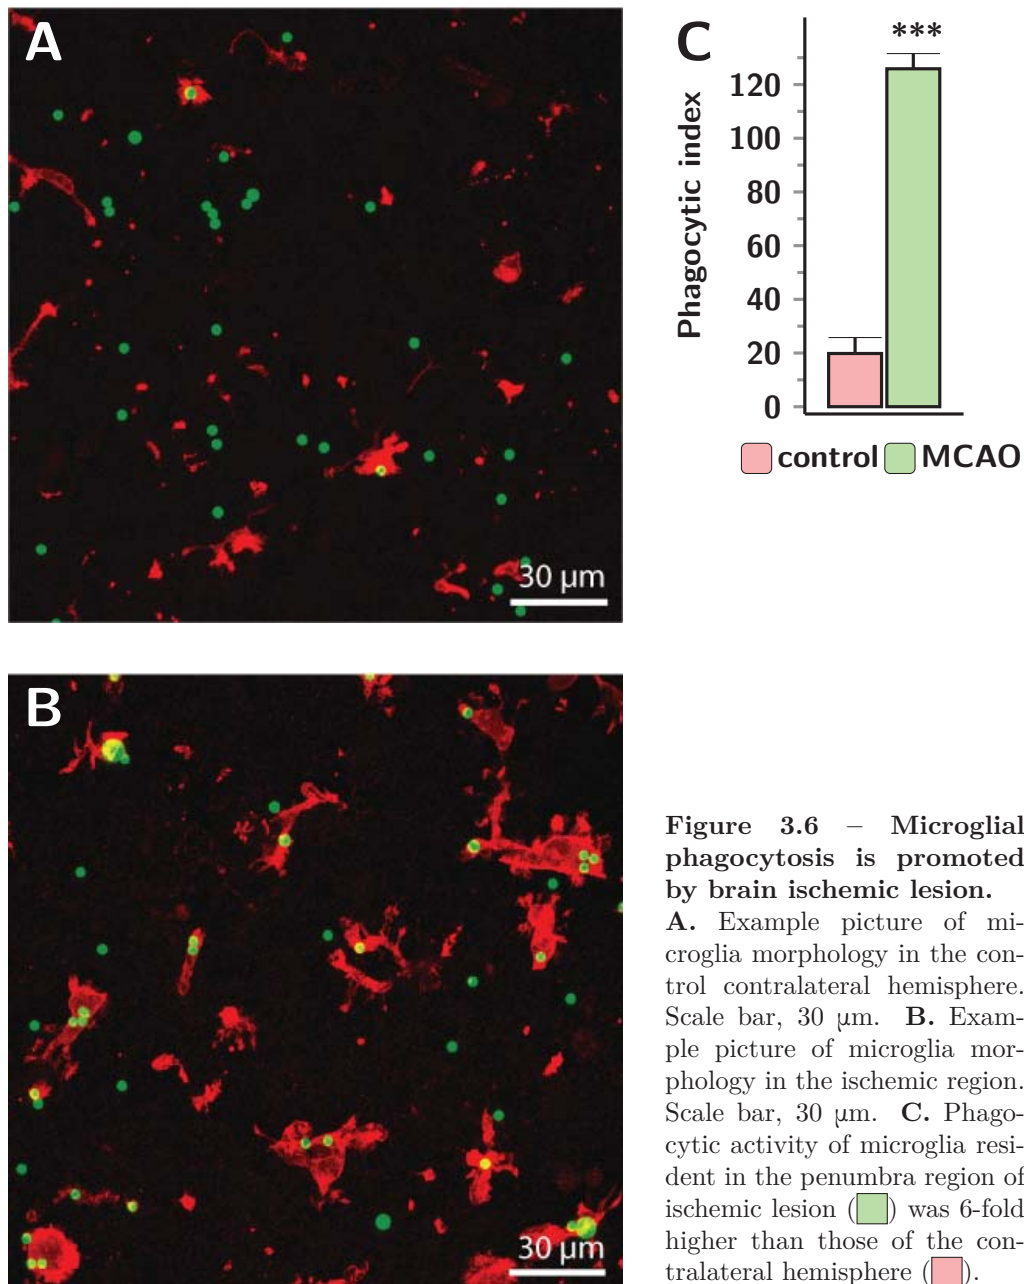 A
30 µm
C
***
Phagocytic index
120
100
80
60
40
20
0
control MCAO
B
30 µm
Figure 3.6 – Microglial
phagocytosis is promoted
by brain ischemic lesion.
A. Example picture of mi-
croglia morphology in the con-
trol contralateral hemisphere.
Scale bar, 30 µm. B. Exam-
ple picture of microglia mor-
phology in the ischemic region.
Scale bar, 30 µm. C. Phago-
cytic activity of microglia resi-
dent in the penumbra region of
ischemic lesion ( ) was 6-fold
higher than those of the con-
tralateral hemisphere ( ).